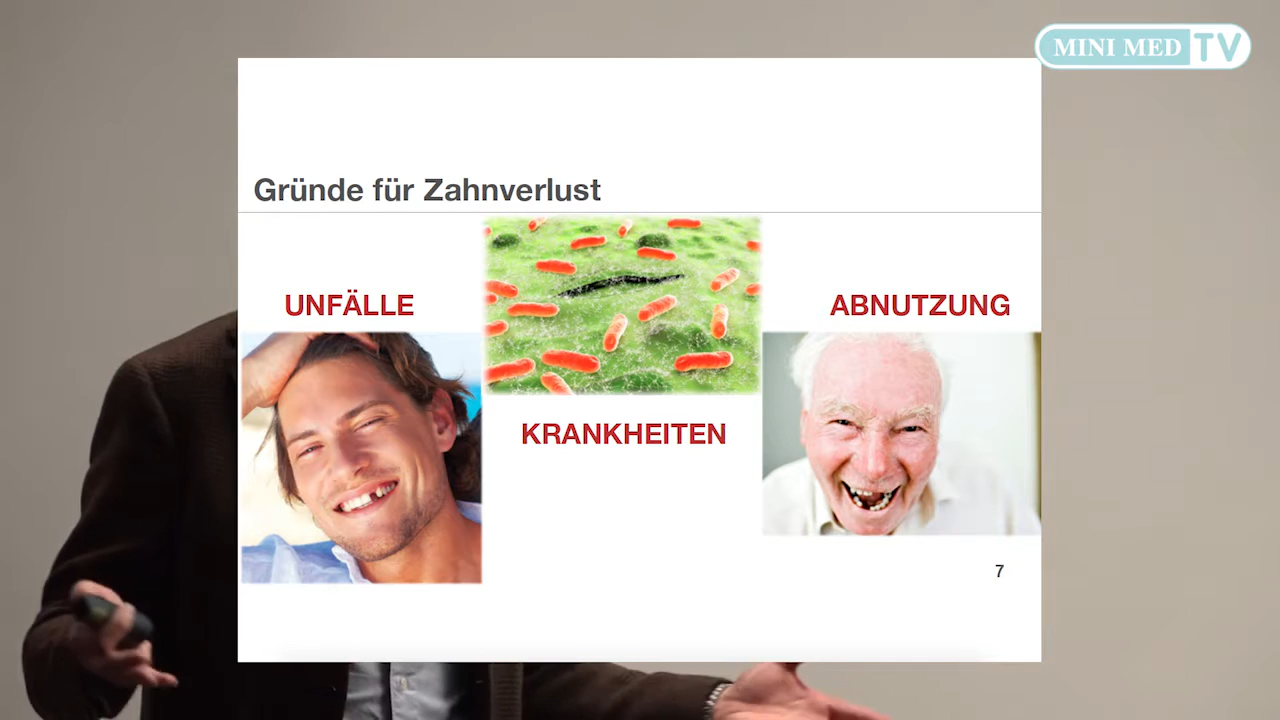 MINI MED TV
Gründe für Zahnverlust
UNFÄLLE
ABNUTZUNG
KRANKHEITEN
7